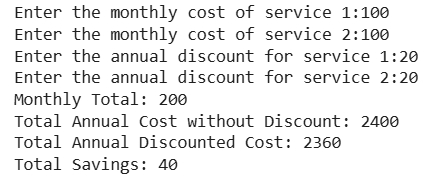 Enter the monthly cost of service 1:100
Enter the monthly cost of service 2:100
Enter the annual discount for service 1:20
Enter the annual discount for service 2:20
Monthly Total: 200
Total Annual Cost without Discount: 2400
Total Annual Discounted Cost: 2360
Total Savings: 40